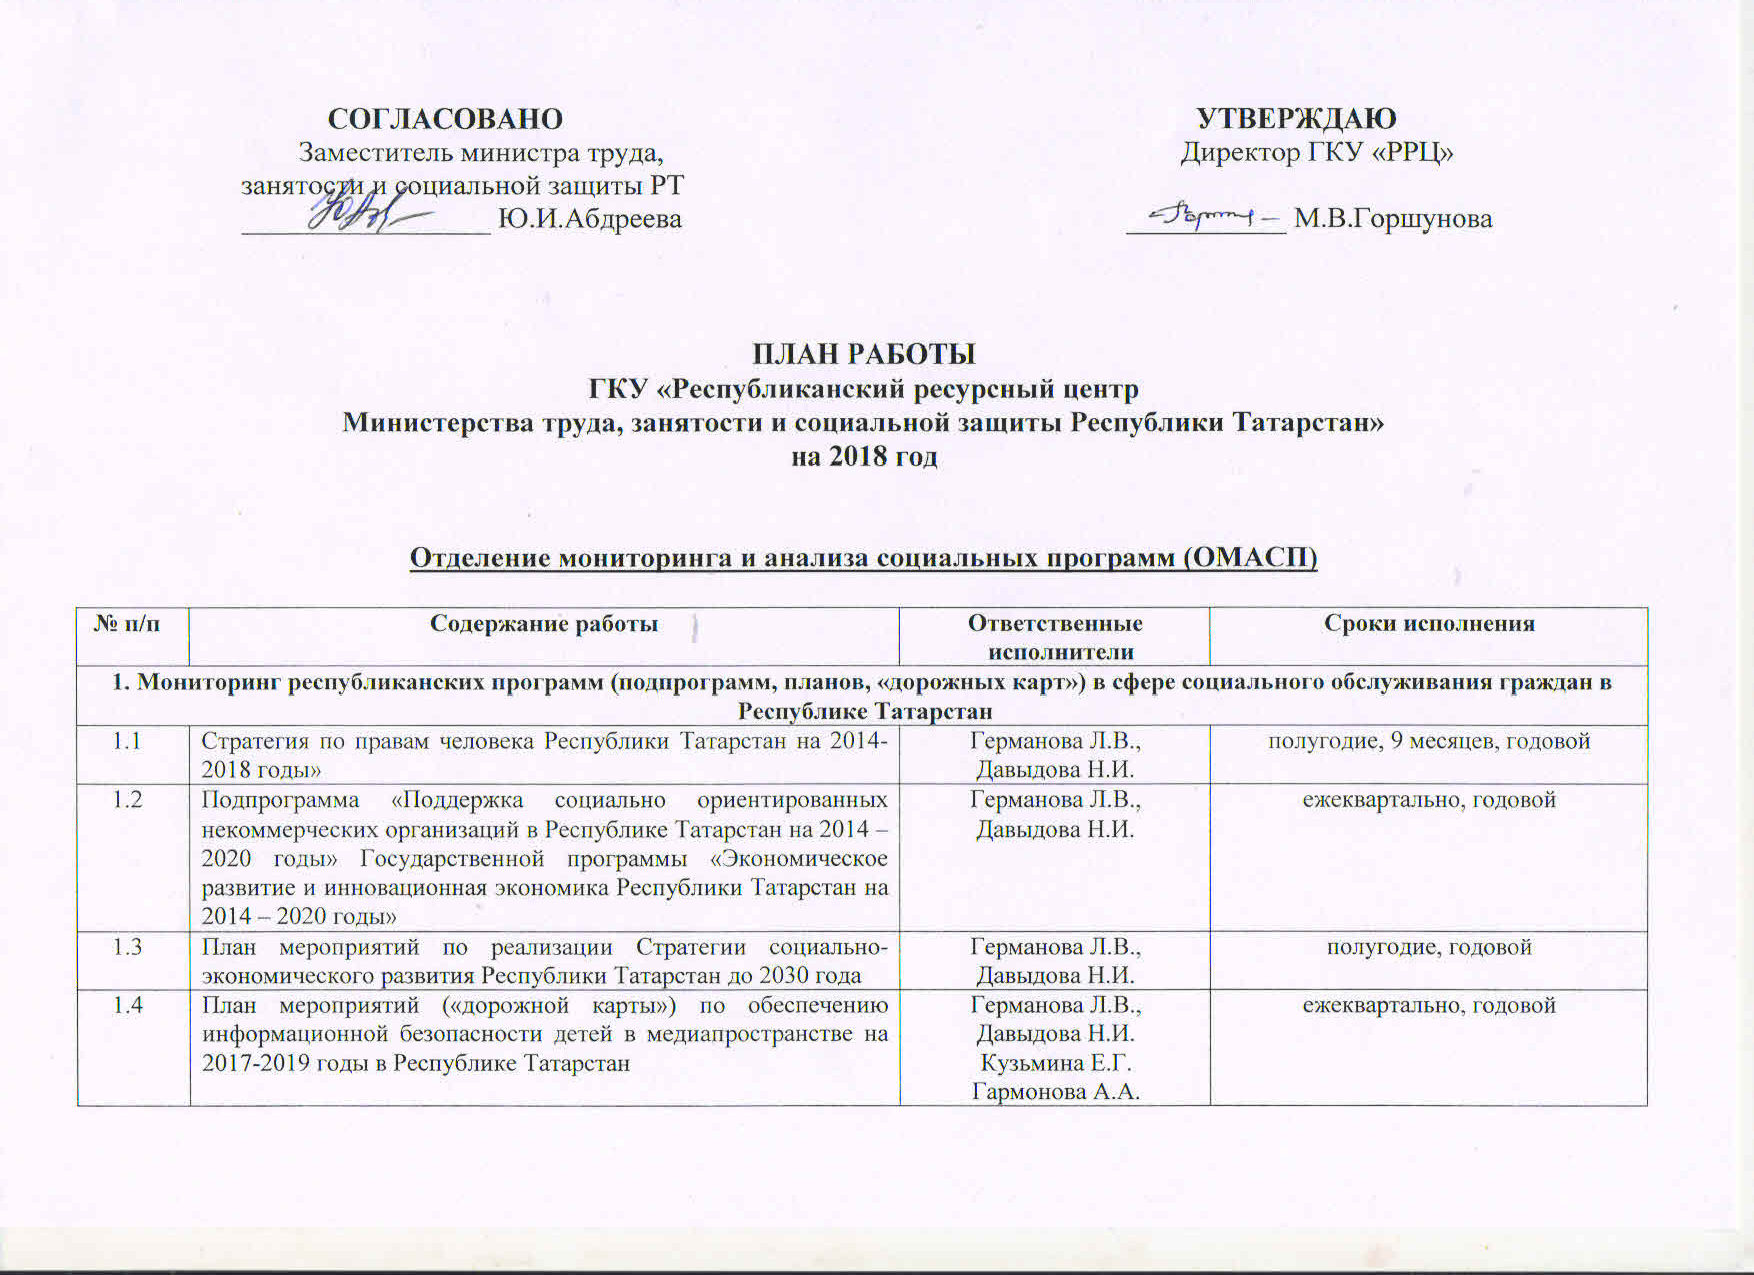 СОГЛАСОВАНО
Заместитель министра труда,
занятости и социальной защиты РТ
Ю.И.Абдреева
УТВЕРЖДАЮ
Директор ГКУ «РРЦ»
М.В.Горшунова
ПЛАН РАБОТЫ
ГКУ «Республиканский ресурсный центр
Министерства труда, занятости и социальной защиты Республики Татарстан»
на 2018 год
Отделение мониторинга и анализа социальных программ (ОМАСП)
№ п/п
Содержание работы
Ответственные
исполнители
Сроки исполнения
1. Мониторинг республиканских программ (подпрограмм, планов, «дорожных карт») в сфере социального обслуживания граждан в
Республике Татарстан
1.1
Стратегия по правам человека Республики Татарстан на 2014-
2018 годы»
Германова Л.В.,
Давыдова Н.И.
полугодие, 9 месяцев, годовой
1.2
Подпрограмма «Поддержка социально ориентированных
некоммерческих организаций в Республике Татарстан на 2014 –
2020 годы» Государственной программы «Экономическое
развитие и инновационная экономика Республики Татарстан на
2014 – 2020 годы»
Германова Л.В.,
Давыдова Н.И.
ежеквартально, годовой
1.3
План мероприятий по реализации Стратегии социально-
экономического развития Республики Татарстан до 2030 года
Германова Л.В.,
Давыдова Н.И.
полугодие, годовой
1.4
План мероприятий («дорожной карты») по обеспечению
информационной безопасности детей в медиапространстве на
2017-2019 годы в Республике Татарстан
Германова Л.В.,
Давыдова Н.И.
Кузьмина Е.Г.
Гармонова А.А.
ежеквартально, годовой